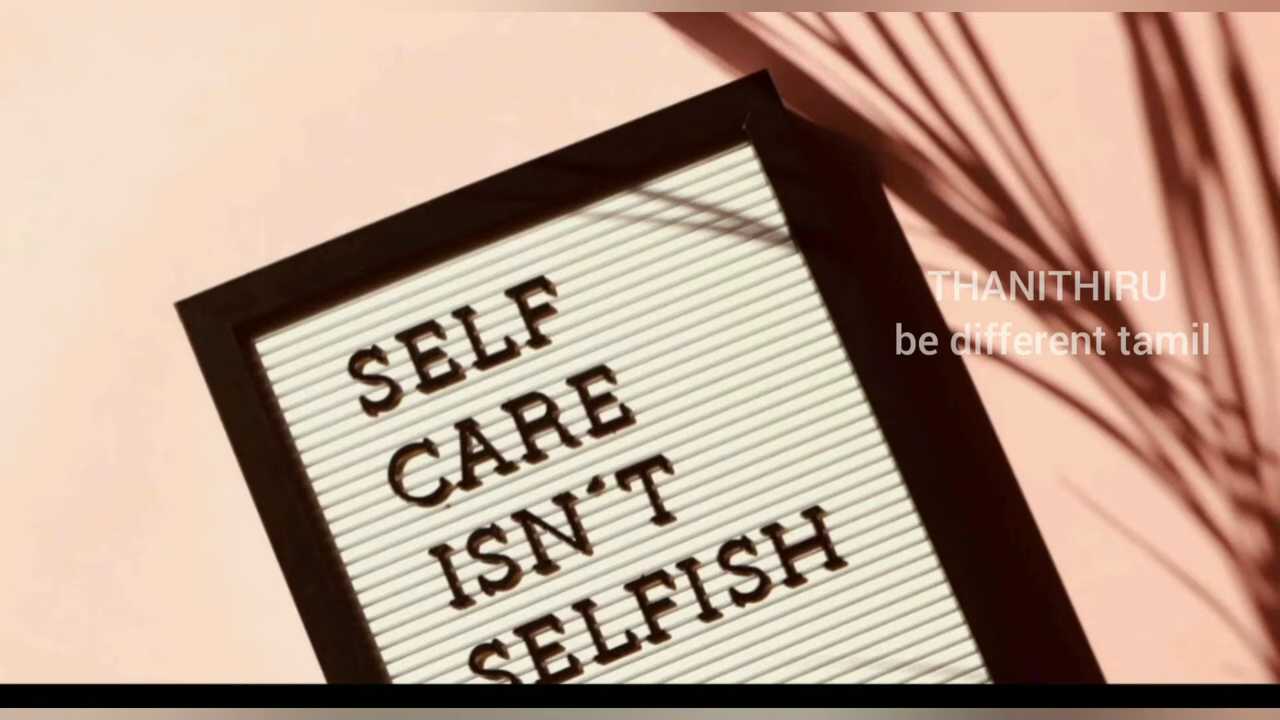 SELF
CARE
ISN'T
SELFISH
THANITHIRU
be different tamil